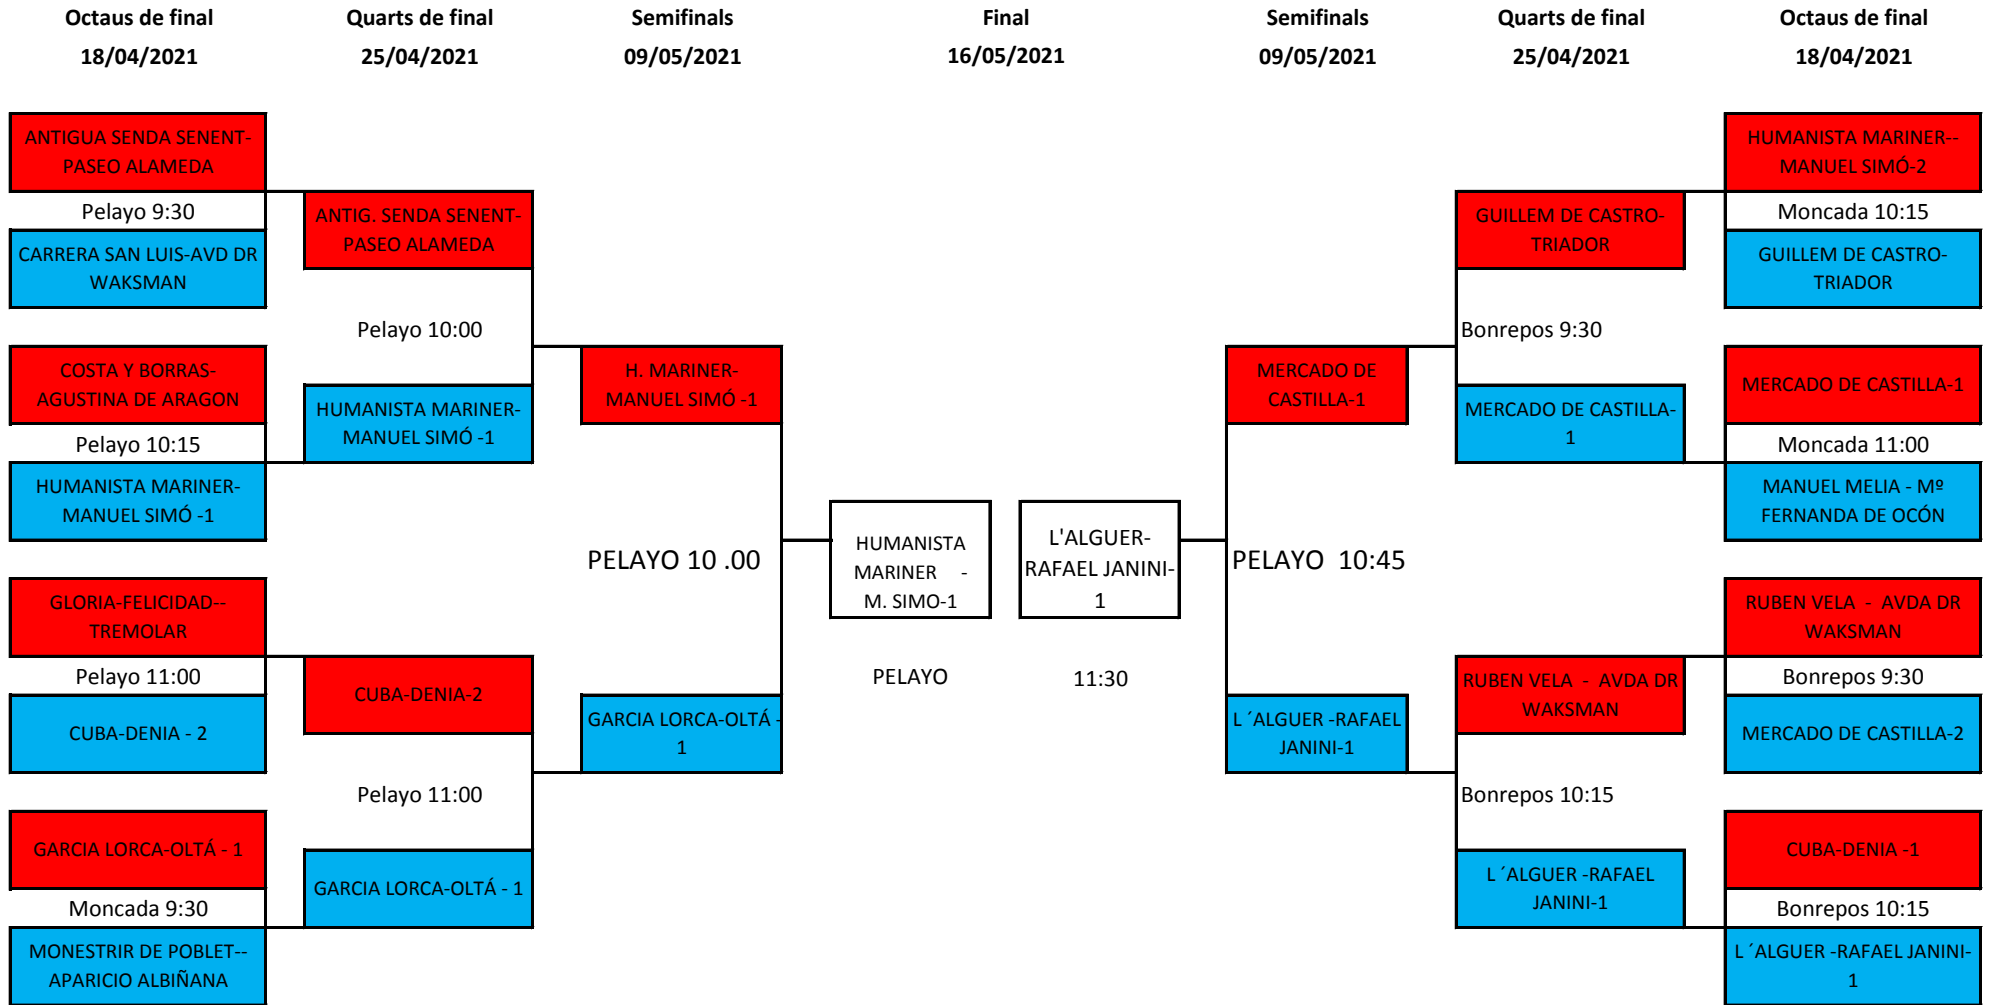 Octaus de final
18/04/2021
Quarts de final
25/04/2021
Semifinals
09/05/2021
Final
16/05/2021
Semifinals
09/05/2021
Quarts de final
25/04/2021
Octaus de final
18/04/2021
ANTIGUA SENDA SENENT-
PASEO ALAMEDA
Pelayo 9:30
CARRERA SAN LUIS-AVD DR
WAKSMAN
COSTA Y BORRAS-
AGUSTINA DE ARAGON
Pelayo 10:15
HUMANISTA MARINER-
MANUEL SIMÓ -1
GLORIA-FELICIDAD--
TREMOLAR
Pelayo 11:00
CUBA-DENIA - 2
GARCIA LORCA-OLTÁ - 1
Moncada 9:30
MONESTRIR DE POBLET--
APARICIO ALBIÑANA
ANTIG. SENDA SENENT-
PASEO ALAMEDA
Pelayo 10:00
HUMANISTA MARINER-
MANUEL SIMÓ -1
CUBA-DENIA-2
Pelayo 11:00
GARCIA LORCA-OLTÁ - 1
H. MARINER-
MANUEL SIMÓ -1
PELAYO 10 .00
GARCIA LORCA-OLTÁ -
1
HUMANISTA
MARINER -
M. SIMO-1
L'ALGUER-
RAFAEL JANINI-
1
PELAYO 11:30
MERCADO DE
CASTILLA-1
PELAYO 10:45
L ´ALGUER -RAFAEL
JANINI-1
GUILLEM DE CASTRO-
TRIADOR
Bonrepos 9:30
MERCADO DE CASTILLA-
1
RUBEN VELA - AVDA DR
WAKSMAN
Bonrepos 10:15
L ´ALGUER -RAFAEL
JANINI-1
HUMANISTA MARINER--
MANUEL SIMÓ-2
Moncada 10:15
GUILLEM DE CASTRO-
TRIADOR
MERCADO DE CASTILLA-1
Moncada 11:00
MANUEL MELIA - Mº
FERNANDA DE OCÓN
RUBEN VELA - AVDA DR
WAKSMAN
Bonrepos 9:30
MERCADO DE CASTILLA-2
CUBA-DENIA -1
Bonrepos 10:15
L ´ALGUER -RAFAEL JANINI-
1